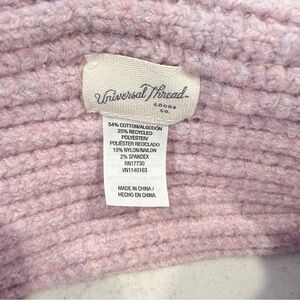 Universal Thread
GOODS
CO.
54% COTTON/ALGODÓN
25% RECYCLED
POLYESTER/
POLIÉSTER RECICLADO
19% NYLON/NAILON
2% SPANDEX
RN17730
VN1140163
MADE IN CHINA /
HECHO EN CHINA